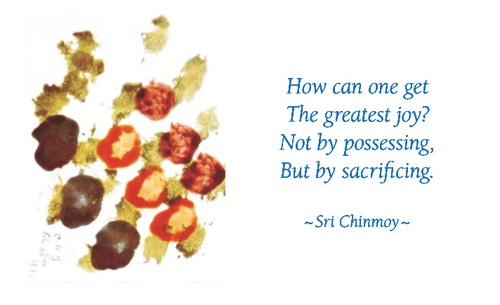 How can one get
The greatest joy?
Not by possessing,
But by sacrificing.
~Sri Chinmoy~